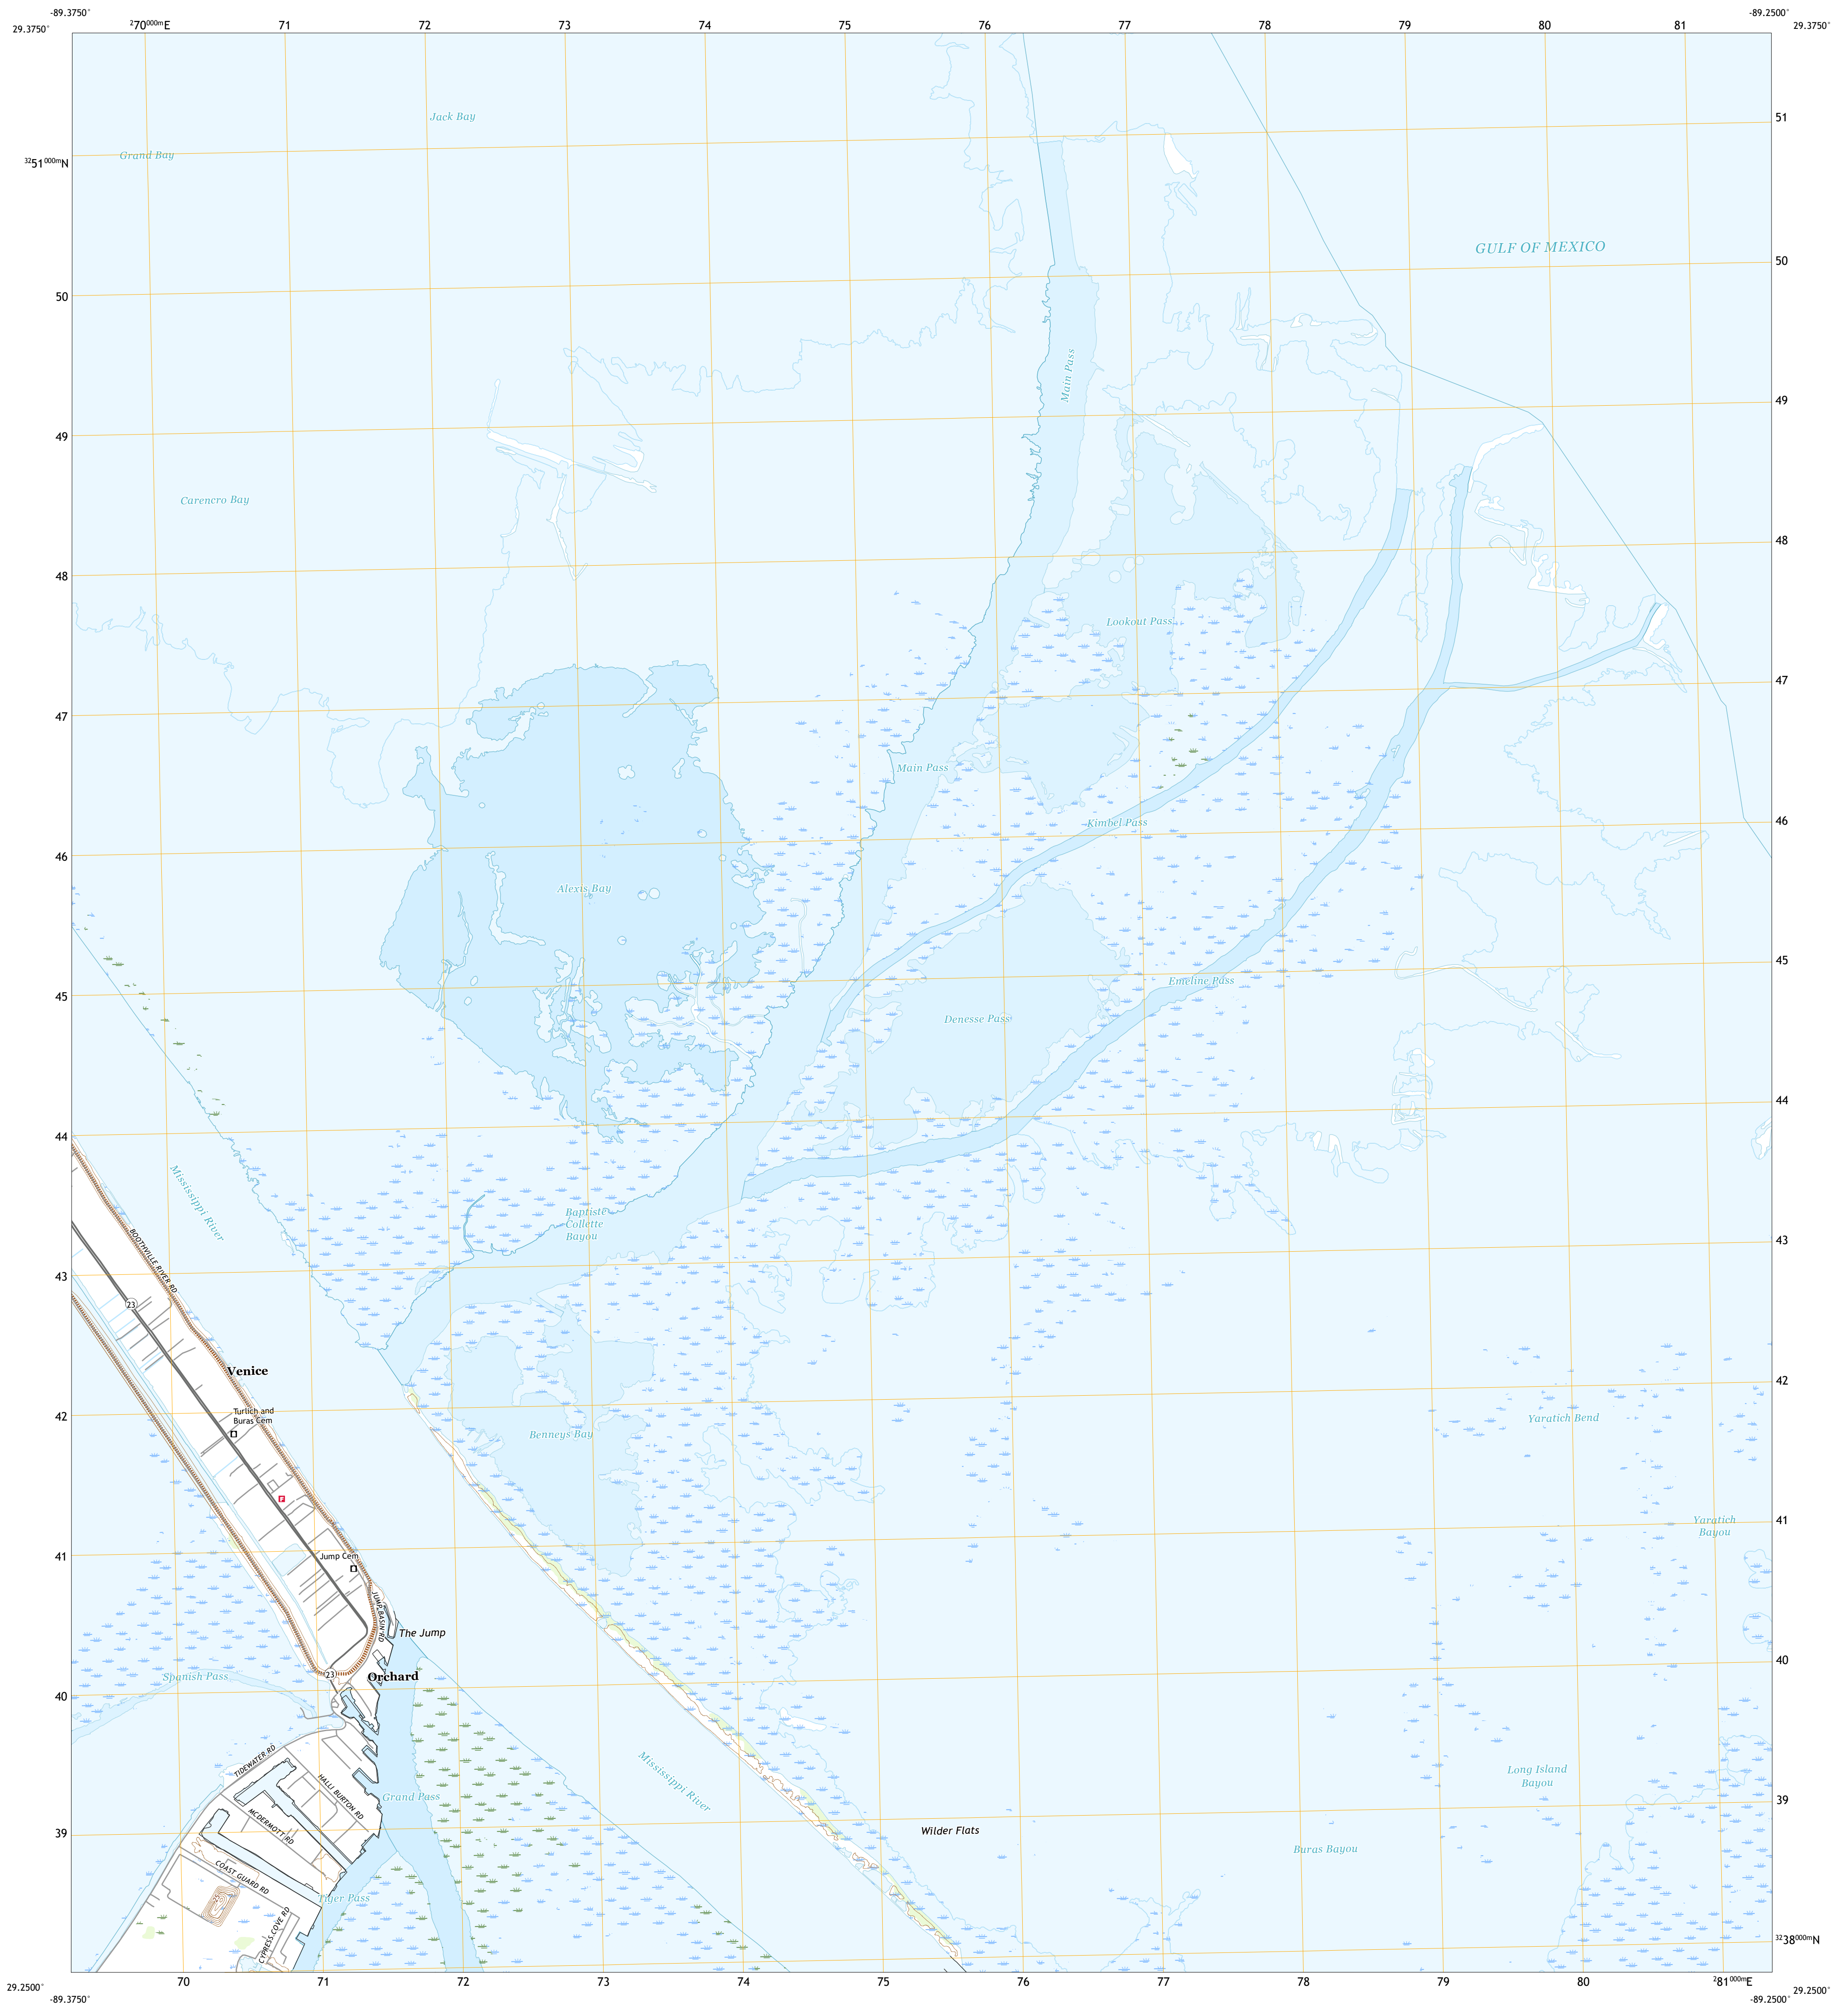 -89.3750°
29.3750°
²70⁰⁰⁰ᵐE
71
72
73
74
75
76
77
78
79
80
81
-89.2500°
29.3750°
Jack Bay
51
Grand Bay
³²51⁰⁰⁰ᵐN
GULF OF MEXICO
50
50
Main Pass
49
49
Carencro Bay
48
48
Lookout Pass
47
47
Main Pass
Kimbel Pass
46
46
Alexis Bay
45
45
Emeline Pass
Denesse Pass
44
44
Mississippi River
Baptiste
Collette
Bayou
43
43
BOOTHVILLE RIVER RD
23
Venice
42
42
Turlich and
Buras Cem
Yaratich Bend
Benneys Bay
F
Yaratich
Bayou
41
41
Jump Cem
JUMP BASIN RD
The Jump
23
Orchard
Spanish Pass
40
40
TIDEWATER RD
Mississippi River
Long Island
Bayou
HALLI BURTON RD
Grand Pass
MCDERMOTT RD
39
39
Wilder Flats
Buras Bayou
COAST GUARD RD
Tiger Pass
25
CYPRESS COVE RD
³²38⁰⁰⁰ᵐN
29.2500°
-89.3750°
70
71
72
73
74
75
76
77
78
79
80
²81⁰⁰⁰ᵐE
29.2500°
-89.2500°